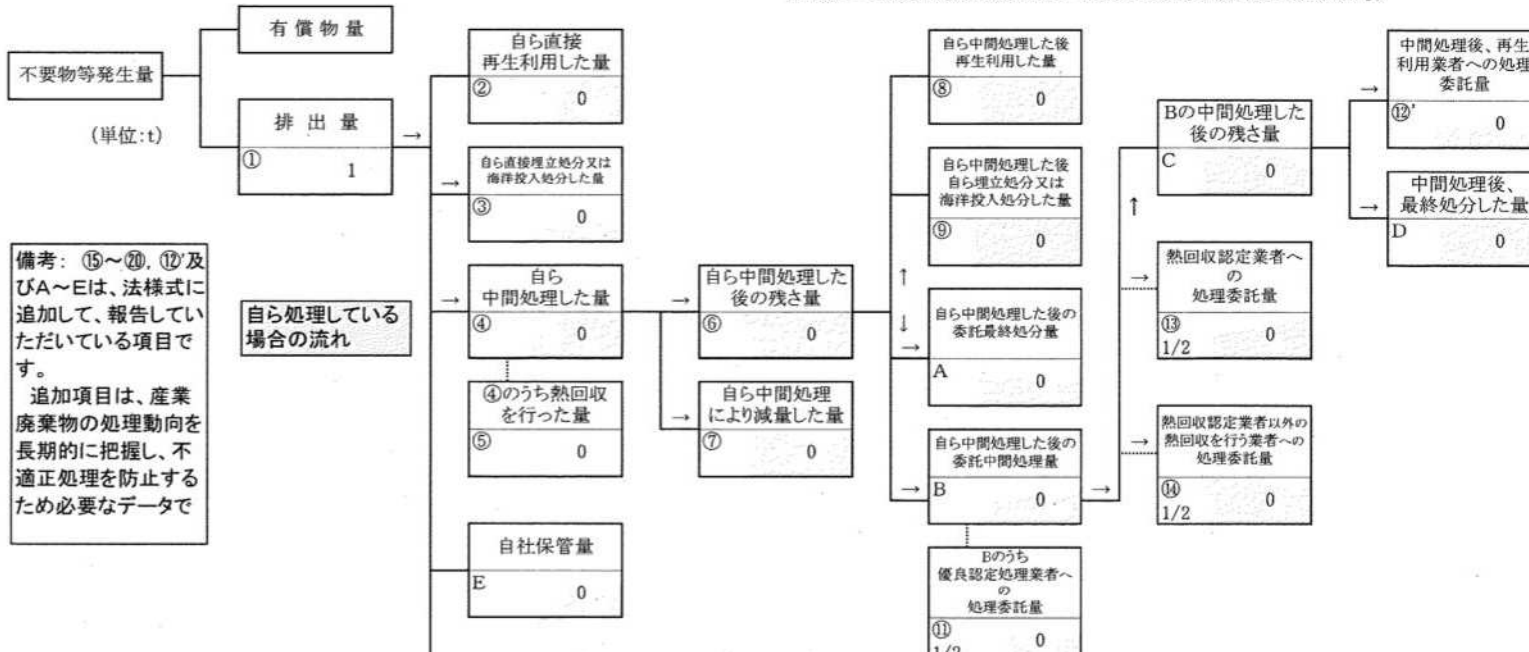 不要物等発生量
(単位:t)
有償物量
排出量
①
1
→
自ら直接
再生利用した量
②
0
→
自ら直接埋立処分又は
海洋投入処分した量
③
0
→
自ら
中間処理した量
④
0
④のうち熱回収
を行った量
⑤
0
自社保管量
E
0
備考: ⑮~⑳, ⑫'及
びA~Eは、法様式に
追加して、報告してい
ただいている項目で
す。
追加項目は、産業
廃棄物の処理動向を
長期的に把握し、不
適正処理を防止する
ため必要なデータで
自ら処理している
場合の流れ
→
自ら中間処理した
後の残さ量
⑥
0
→
自ら中間処理
により減量した量
⑦
0
自ら中間処理した後
再生利用した量
⑧
0
自ら中間処理した後
自ら埋立処分又は
海洋投入処分した量
⑨
0
↑
↓
→
自ら中間処理した後の
委託最終処分量
A
0
→
自ら中間処理した後の
委託中間処理量
B
0
→
Bのうち
優良認定処理業者へ
の
処理委託量
⑪
1/2
0
Bの中間処理した
後の残さ量
C
0
↑
→
熱回収認定業者へ
の
処理委託量
⑬
1/2
0
→
熱回収認定業者以外の
熱回収を行う業者への
処理委託量
⑭
1/2
0
→
中間処理後、再生
利用業者への処理
委託量
⑫'
0
→
中間処理後、
最終処分した量
D
0